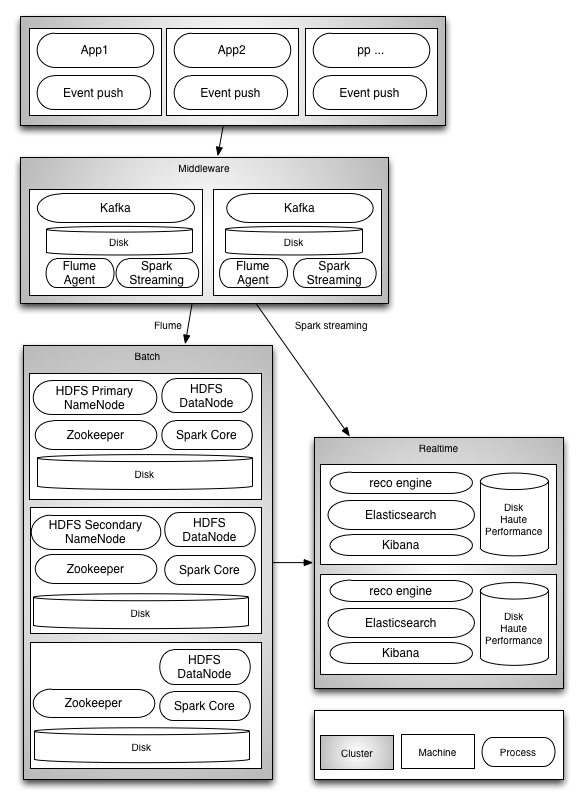 App1
App2
pp ...
Event push
Event push
Event push
Middleware
Kafka
Disk
Flume
Agent
Spark
Streaming
Kafka
Disk
Flume
Agent
Spark
Streaming
Flume
Spark streaming
Batch
HDFS Primary
NameNode
HDFS
DataNode
Zookeeper
Spark Core
Disk
HDFS Secondary
NameNode
HDFS
DataNode
Zookeeper
Spark Core
Disk
HDFS
DataNode
Zookeeper
Spark Core
Disk
Realtime
reco engine
Elasticsearch
Kibana
Disk
Haute
Performance
reco engine
Elasticsearch
Kibana
Disk
Haute
Performance
Cluster
Machine
Process